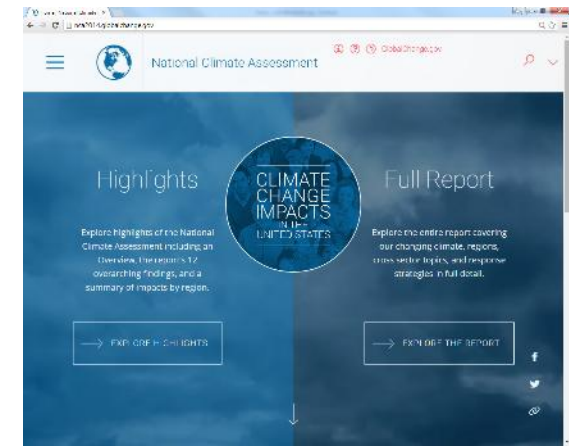 nca2014.globalchange.gov
National Climate Assessment
GlobalChange.gov
Highlights
Explore highlights of the National
Climate Assessment including an
Overview, the report's 12
overarching findings, and a
summary of impacts by region.
EXPLORE HIGHLIGHTS
CLIMATE
CHANGE
IMPACTS
IN THE
UNITED STATES
Full Report
Explore the entire report covering
our changing climate, regions,
cross sector topics, and response
strategies in full detail.
EXPLORE THE REPORT